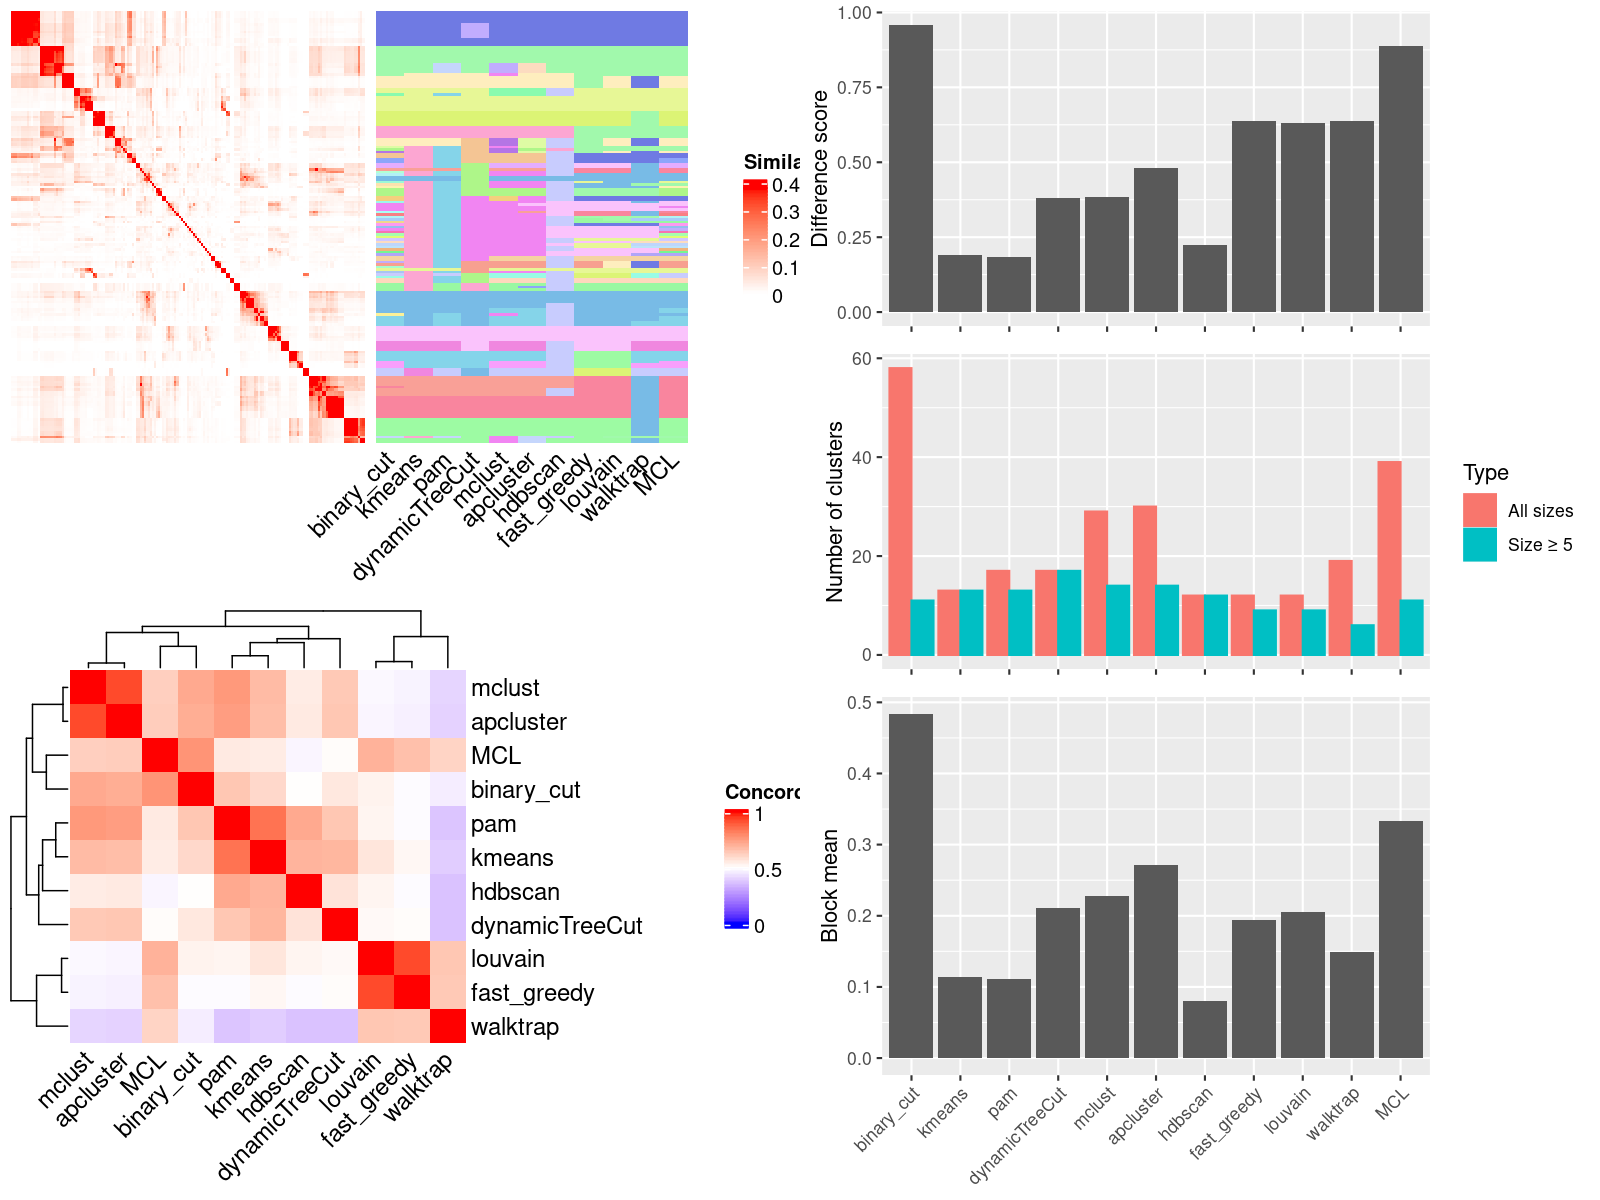 Simila
0.4
0.3
0.2
0.1
0
binary_cut
kmeans
pam
dynamicTreeCut
mclust
apcluster
hdbscan
fast_greedy
louvain
walktrap
MCL
mclust
apcluster
MCL
binary_cut
pam
kmeans
hdbscan
dynamicTreeCut
louvain
fast_greedy
walktrap
mclust
apcluster
MCL
binary_cut
pam
kmeans
hdbscan
dynamicTreeCut
louvain
fast_greedy
walktrap
Concord
1
0.5
0
Difference score
1.00
0.75
0.50
0.25
0.00
Number of clusters
60
40
20
0
Type
All sizes
Size ≥ 5
Block mean
0.5
0.4
0.3
0.2
0.1
0.0
binary_cut
kmeans
pam
dynamicTreeCut
mclust
apcluster
hdbscan
fast_greedy
louvain
walktrap
MCL